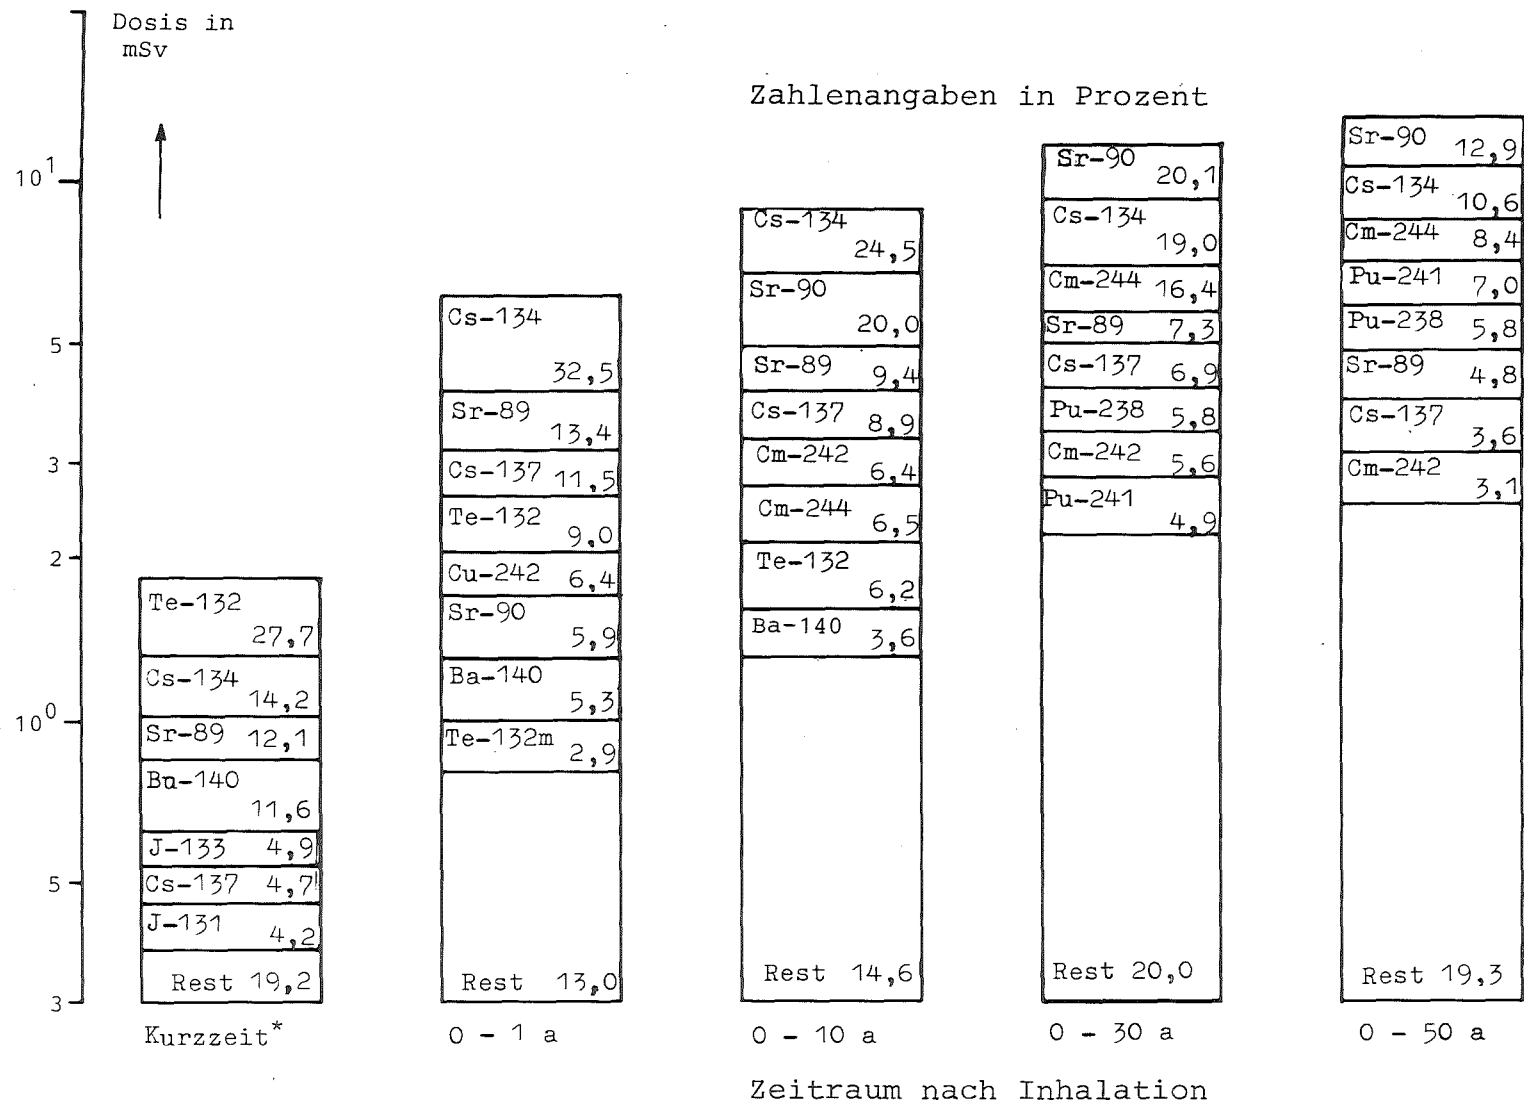 Dosis in
mSv
Zahlenangaben in Prozent
10¹
5
3
2
10⁰
5
3
Te-132
27,7
Cs-134
14,2
Sr-89 12,1
Bu-140
11,6
J-133 4,9
Cs-137 4,7
J-131
4,2
Rest 19,2
Kurzzeit*
Cs-134
32,5
Sr-89
13,4
Cs-137 11,5
Te-132
9,0
Cu-242 6,4
Sr-90
5,9
Ba-140
5,3
Te-132m
2,9
Rest 13,0
0 - 1 a
Cs-134
24,5
Sr-90
20,0
Sr-89 9,4
Cs-137 8,9
Cm-242
6,4
Cm-244
6,5
Te-132
6,2
Ba-140 3,6
Rest 14,6
0 - 10 a
Sr-90
20,1
Cs-134
19,0
Cm-244 16,4
Sr-89 7,3
Cs-137 6,9
Pu-238 5,8
Cm-242 5,6
Pu-241
4,9
Rest 20,0
0 - 30 a
Sr-90 12,9
Cs-134 10,6
Cm-244 8,4
Pu-241 7,0
Pu-238 5,8
Sr-89 4,8
Cs-137
3,6
Cm-242
3,1
Rest 19,3
0 - 50 a
Zeitraum nach Inhalation